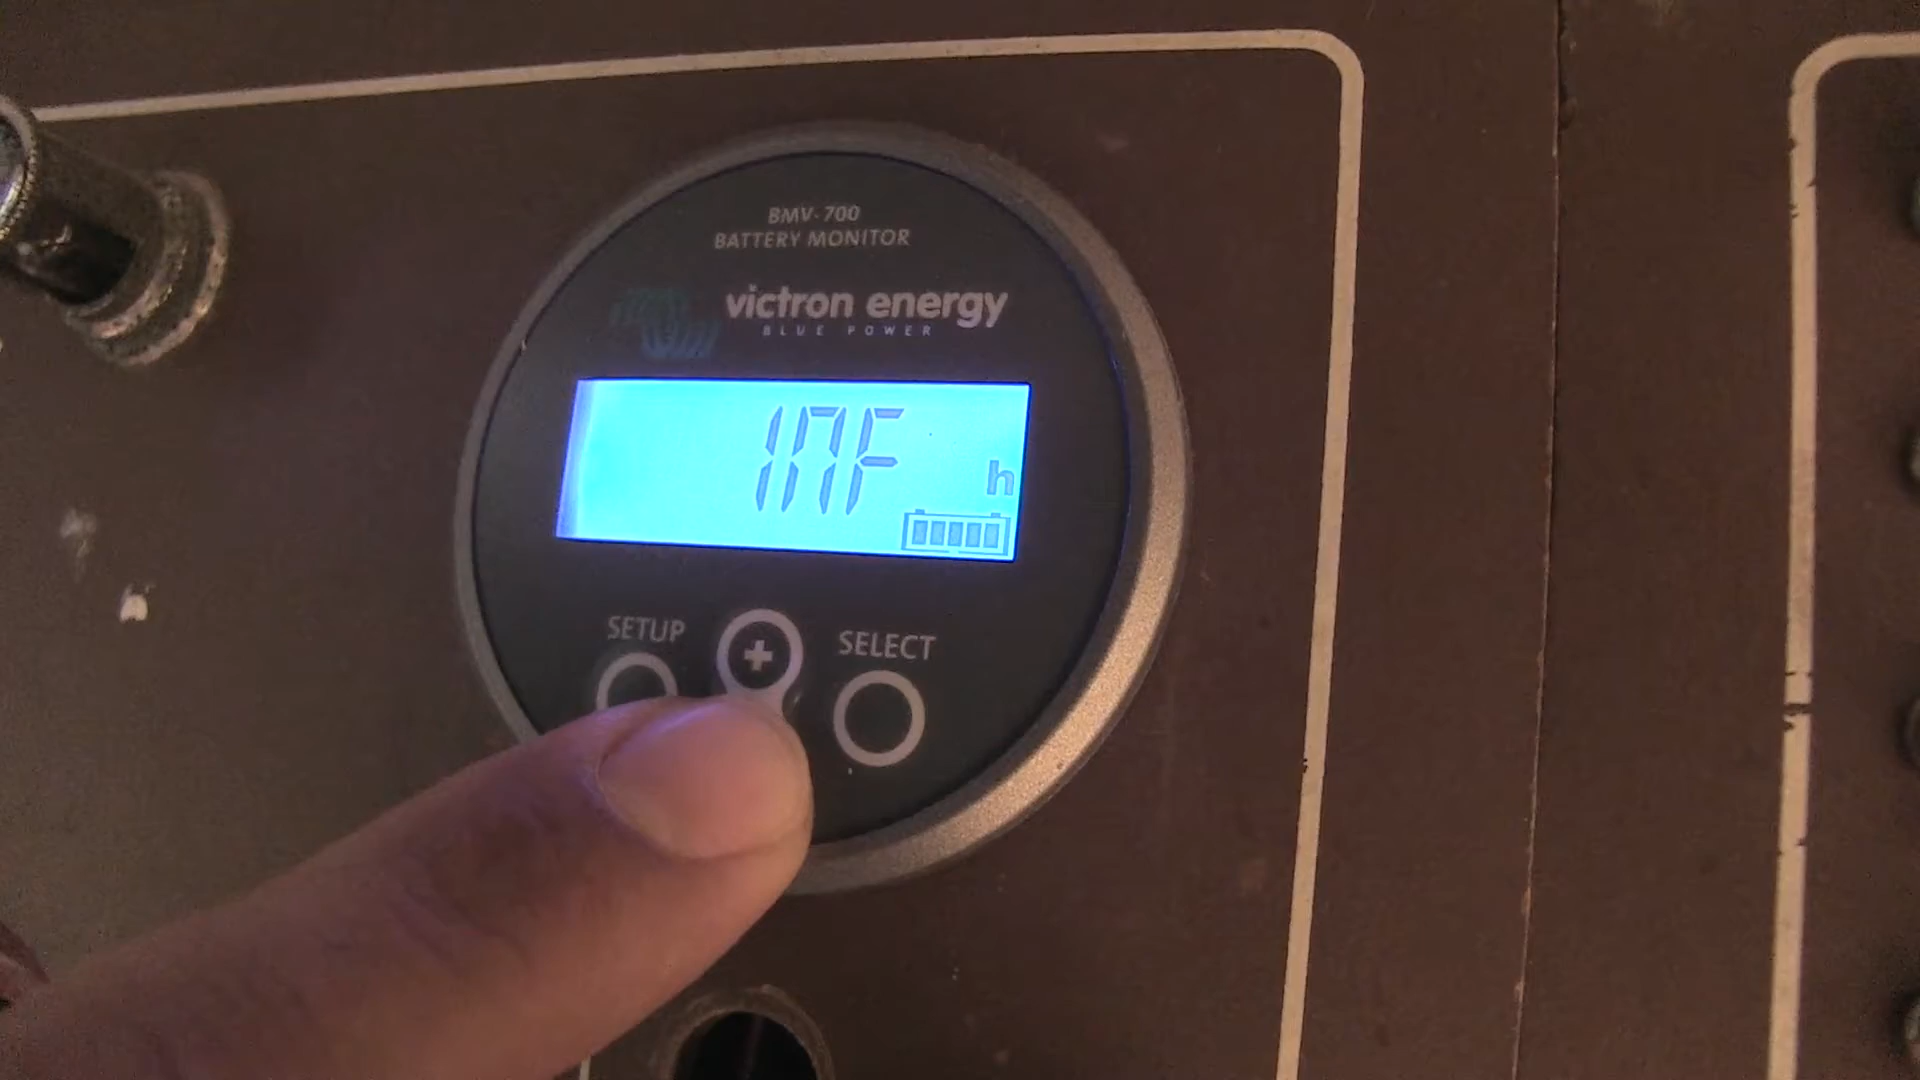 BMV-700
BATTERY MONITOR
victron energy
BLUE POWER
INF
h
SETUP
+
SELECT